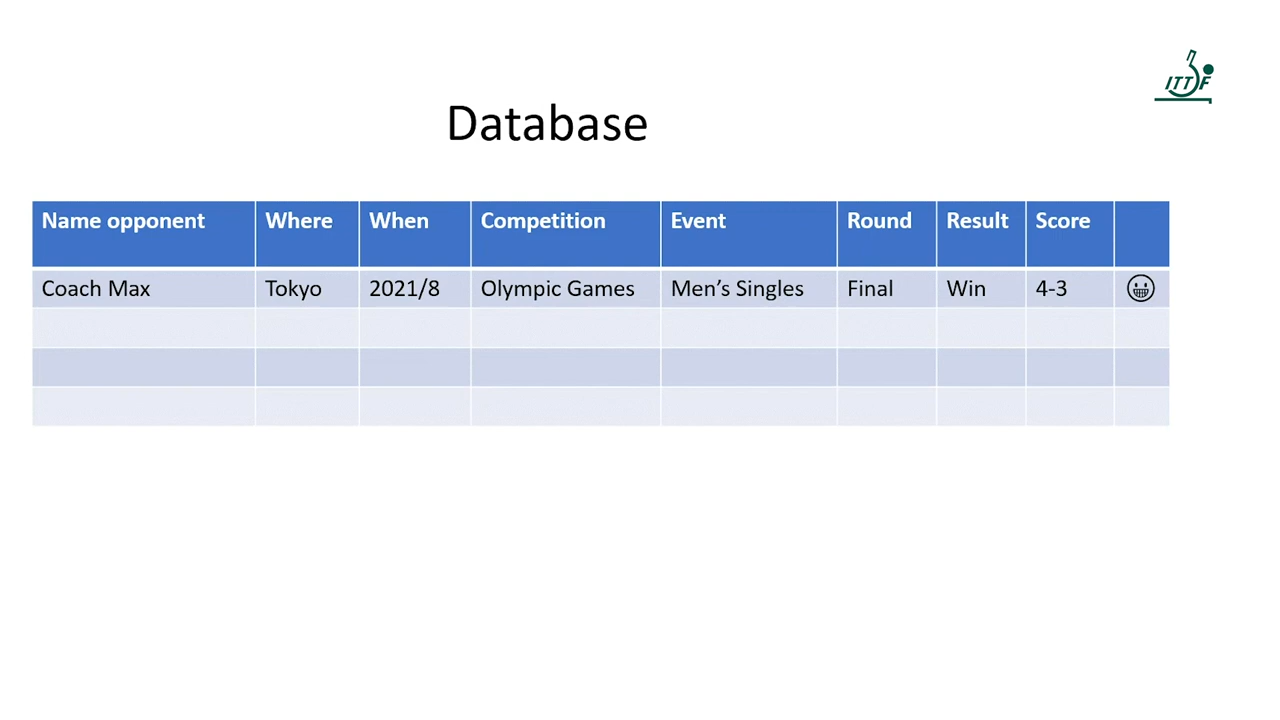 ITTF
Database
Name opponent Where When Competition Event Round Result Score
Coach Max Tokyo 2021/8 Olympic Games Men’s Singles Final Win 4-3 😀